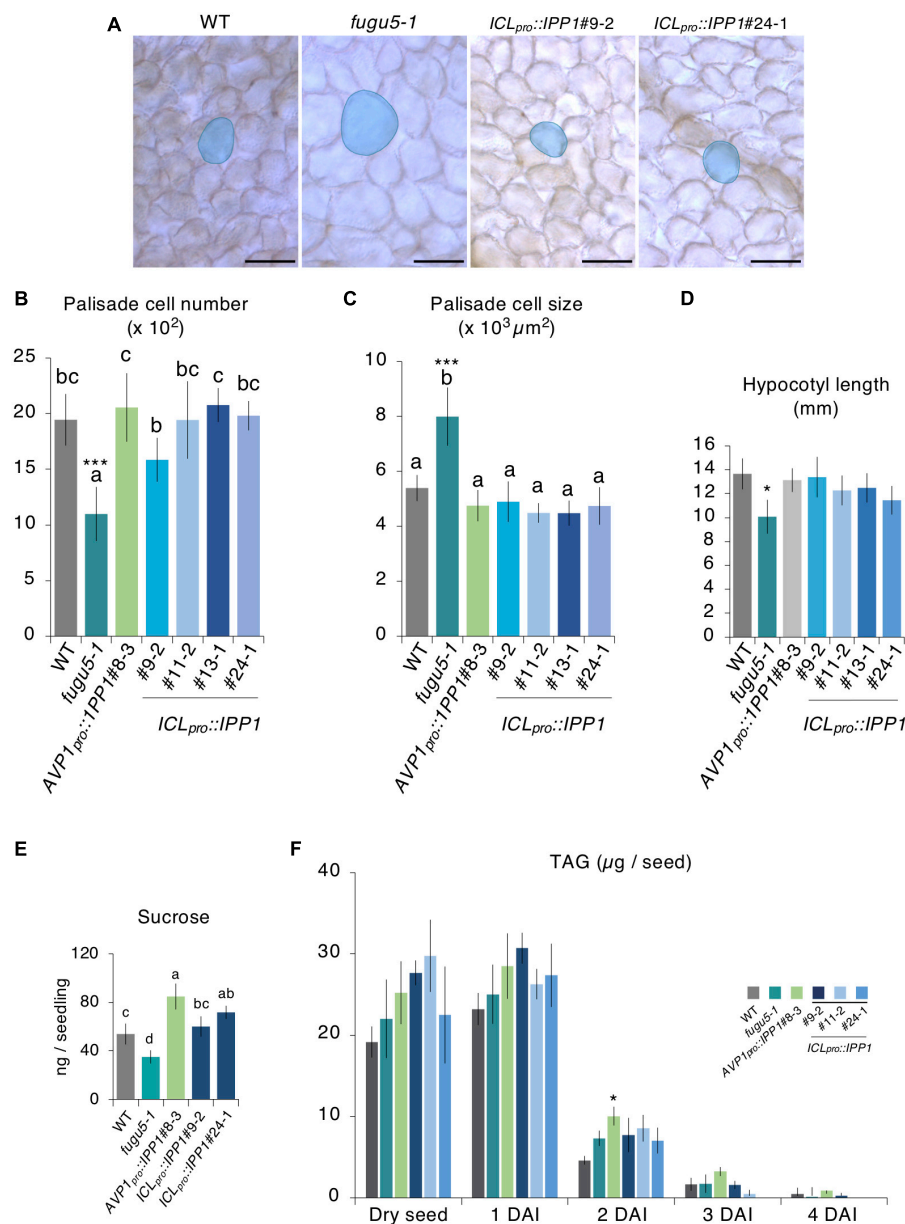 A
WT
fugu5-1
ICLpro::IPP1#9-2
ICLpro::IPP1#24-1
B
Palisade cell number
(x 10²)
25
20
15
10
5
0
bc
***
a
c
b
bc
c
bc
WT
fugu5-1
AVP1pro::1PP1#8-3
#9-2
#11-2
#13-1
#24-1
ICLpro::IPP1
C
Palisade cell size
(x 10³ µm²)
10
8
6
4
2
0
a
***
b
a
a
a
a
a
WT
fugu5-1
AVP1pro::1PP1#8-3
#9-2
#11-2
#13-1
#24-1
ICLpro::IPP1
D
Hypocotyl length
(mm)
16
14
12
10
8
6
4
2
0
*
WT
fugu5-1
AVP1pro::1PP1#8-3
#9-2
#11-2
#13-1
#24-1
ICLpro::IPP1
E
Sucrose
ng / seedling
120
80
40
0
c
d
a
bc
ab
WT
fugu5-1
AVP1pro::IPP1#8-3
ICLpro::IPP1#9-2
ICLpro::IPP1#24-1
F
TAG (µg / seed)
40
30
20
10
0
*
Dry seed
1 DAI
2 DAI
3 DAI
4 DAI
WT
fugu5-1
AVP1pro::IPP1#8-3
#9-2
#11-2
#24-1
ICLpro::IPP1